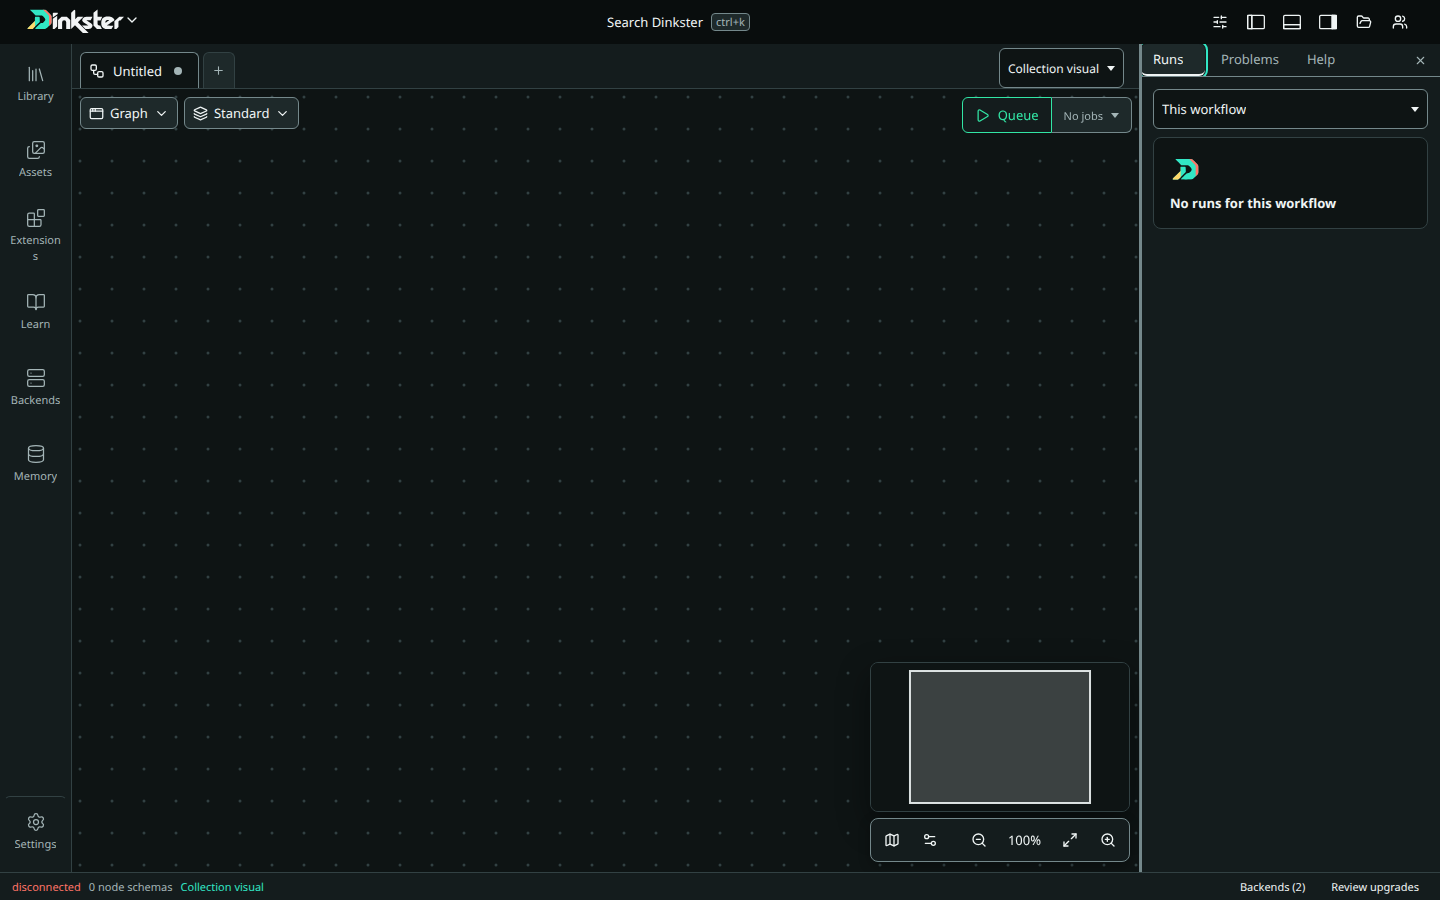 Dinkster
Search Dinkster ctrl+k
Library
Assets
Extension
s
Learn
Backends
Memory
Settings
Untitled
+
Collection visual
Graph
Standard
Queue
No jobs
100%
Runs
Problems
Help
This workflow
No runs for this workflow
disconnected
0 node schemas
Collection visual
Backends (2)
Review upgrades